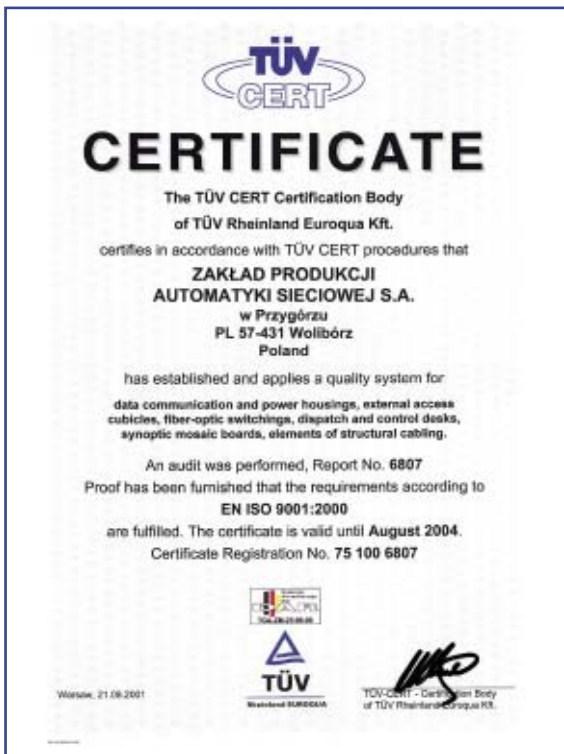 TÜV
CERT
CERTIFICATE
The TÜV CERT Certification Body
of TÜV Rheinland Euroqua Kft.
certifies in accordance with TÜV CERT procedures that
ZAKŁAD PRODUKCJI
AUTOMATYKI SIECIOWEJ S.A.
w Przygórzu
PL 57-431 Wolibórz
Poland
has established and applies a quality system for
data communication and power housings, external access
cubicles, fiber-optic switchings, dispatch and control desks,
synoptic mosaic boards, elements of structural cabling.
An audit was performed, Report No. 6807
Proof has been furnished that the requirements according to
EN ISO 9001:2000
are fulfilled. The certificate is valid until August 2004.
Certificate Registration No. 75 100 6807
TÜV
Rheinland EUROQUA
Warsaw, 21.08.2001
TÜV-CERT - Certification Body
of TÜV Rheinland Euroqua Kft.